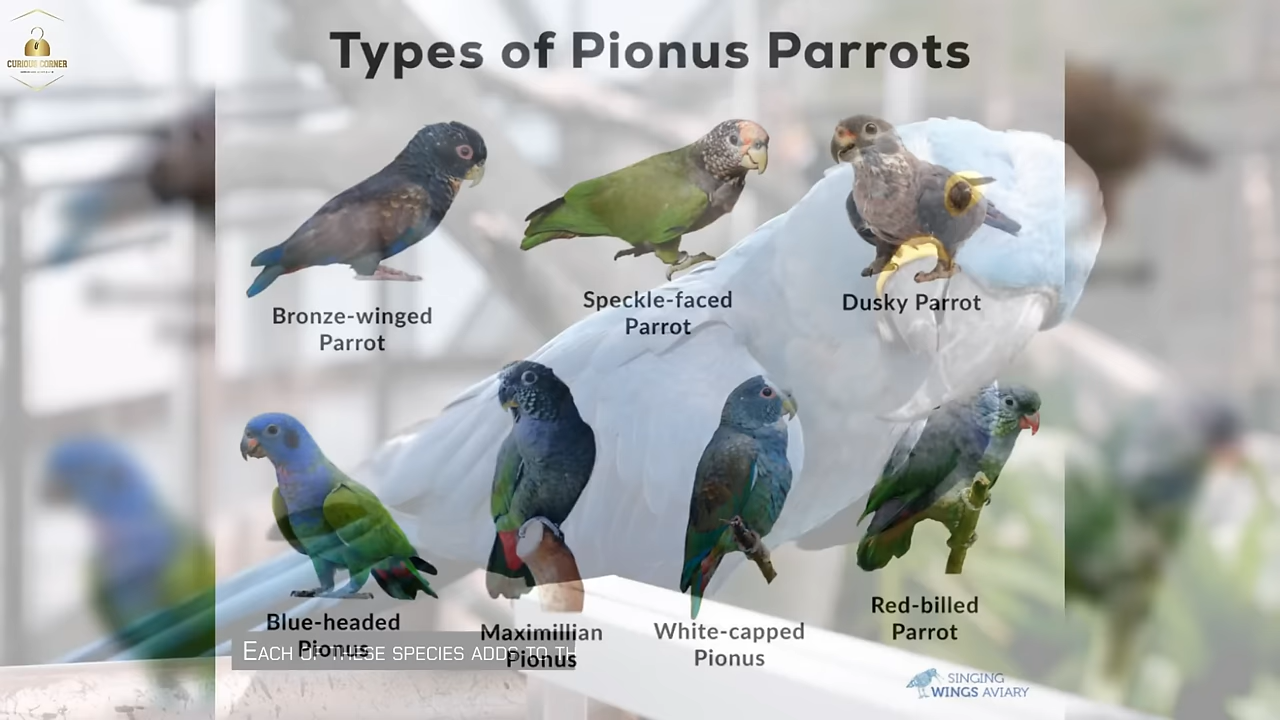 CURIOUS CORNER
Types of Pionus Parrots
Bronze-winged
Parrot
Speckle-faced
Parrot
Dusky Parrot
Blue-headed
Pionus
Maximillian
Pionus
White-capped
Pionus
Red-billed
Parrot
EACH OF THESE SPECIES ADDS TO TH
SINGING
WINGS AVIARY